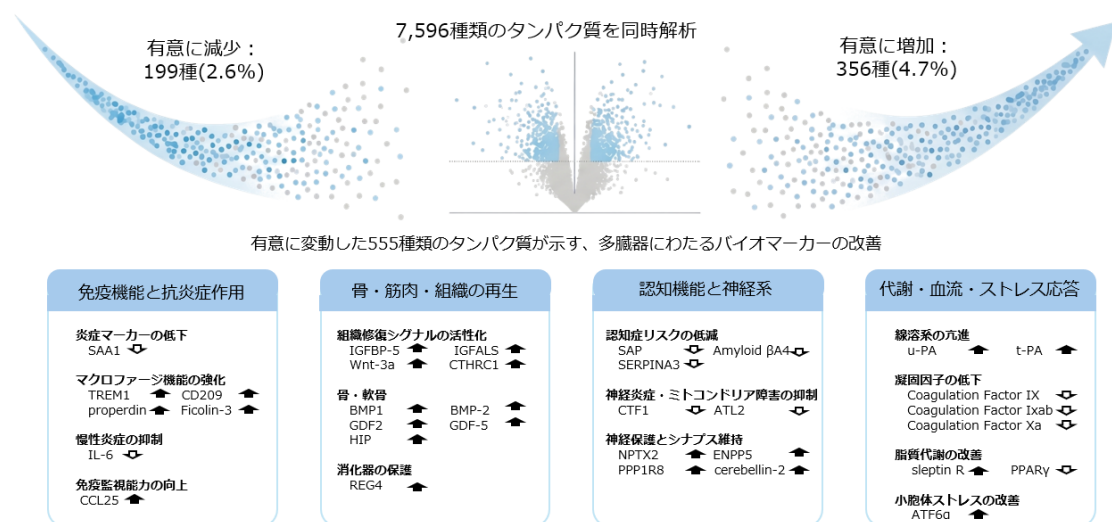 7,596種類のタンパク質を同時解析
有意に減少：
199種(2.6%)
有意に増加：
356種(4.7%)
有意に変動した555種類のタンパク質が示す、多臓器にわたるバイオマーカーの改善
免疫機能と抗炎症作用
炎症マーカーの低下
SAA1
マクロファージ機能の強化
TREM1 CD209
properdin Ficolin-3
慢性炎症の抑制
IL-6
免疫監視能力の向上
CCL25
骨・筋肉・組織の再生
組織修復シグナルの活性化
IGFBP-5 IGFALS
Wnt-3a CTHRC1
骨・軟骨
BMP1 BMP-2
GDF2 GDF-5
HIP
消化器の保護
REG4
認知機能と神経系
認知症リスクの低減
SAP Amyloid βA4
SERPINA3
神経炎症・ミトコンドリア障害の抑制
CTF1 ATL2
神経保護とシナプス維持
NPTX2 ENPP5
PPP1R8 cerebellin-2
代謝・血流・ストレス応答
線溶系の亢進
u-PA t-PA
凝固因子の低下
Coagulation Factor IX
Coagulation Factor Ixab
Coagulation Factor Xa
脂質代謝の改善
sleptin R PPARγ
小胞体ストレスの改善
ATF6α